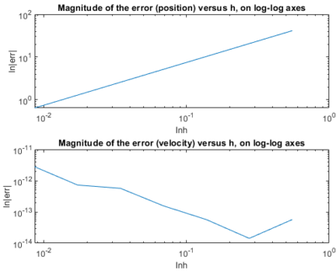 Magnitude of the error (position) versus h, on log-log axes
10^2
10^1
10^0
ln|err|
10^-2
10^-1
10^0
lnh
Magnitude of the error (velocity) versus h, on log-log axes
10^-11
10^-12
10^-13
10^-14
ln|err|
10^-2
10^-1
10^0
lnh